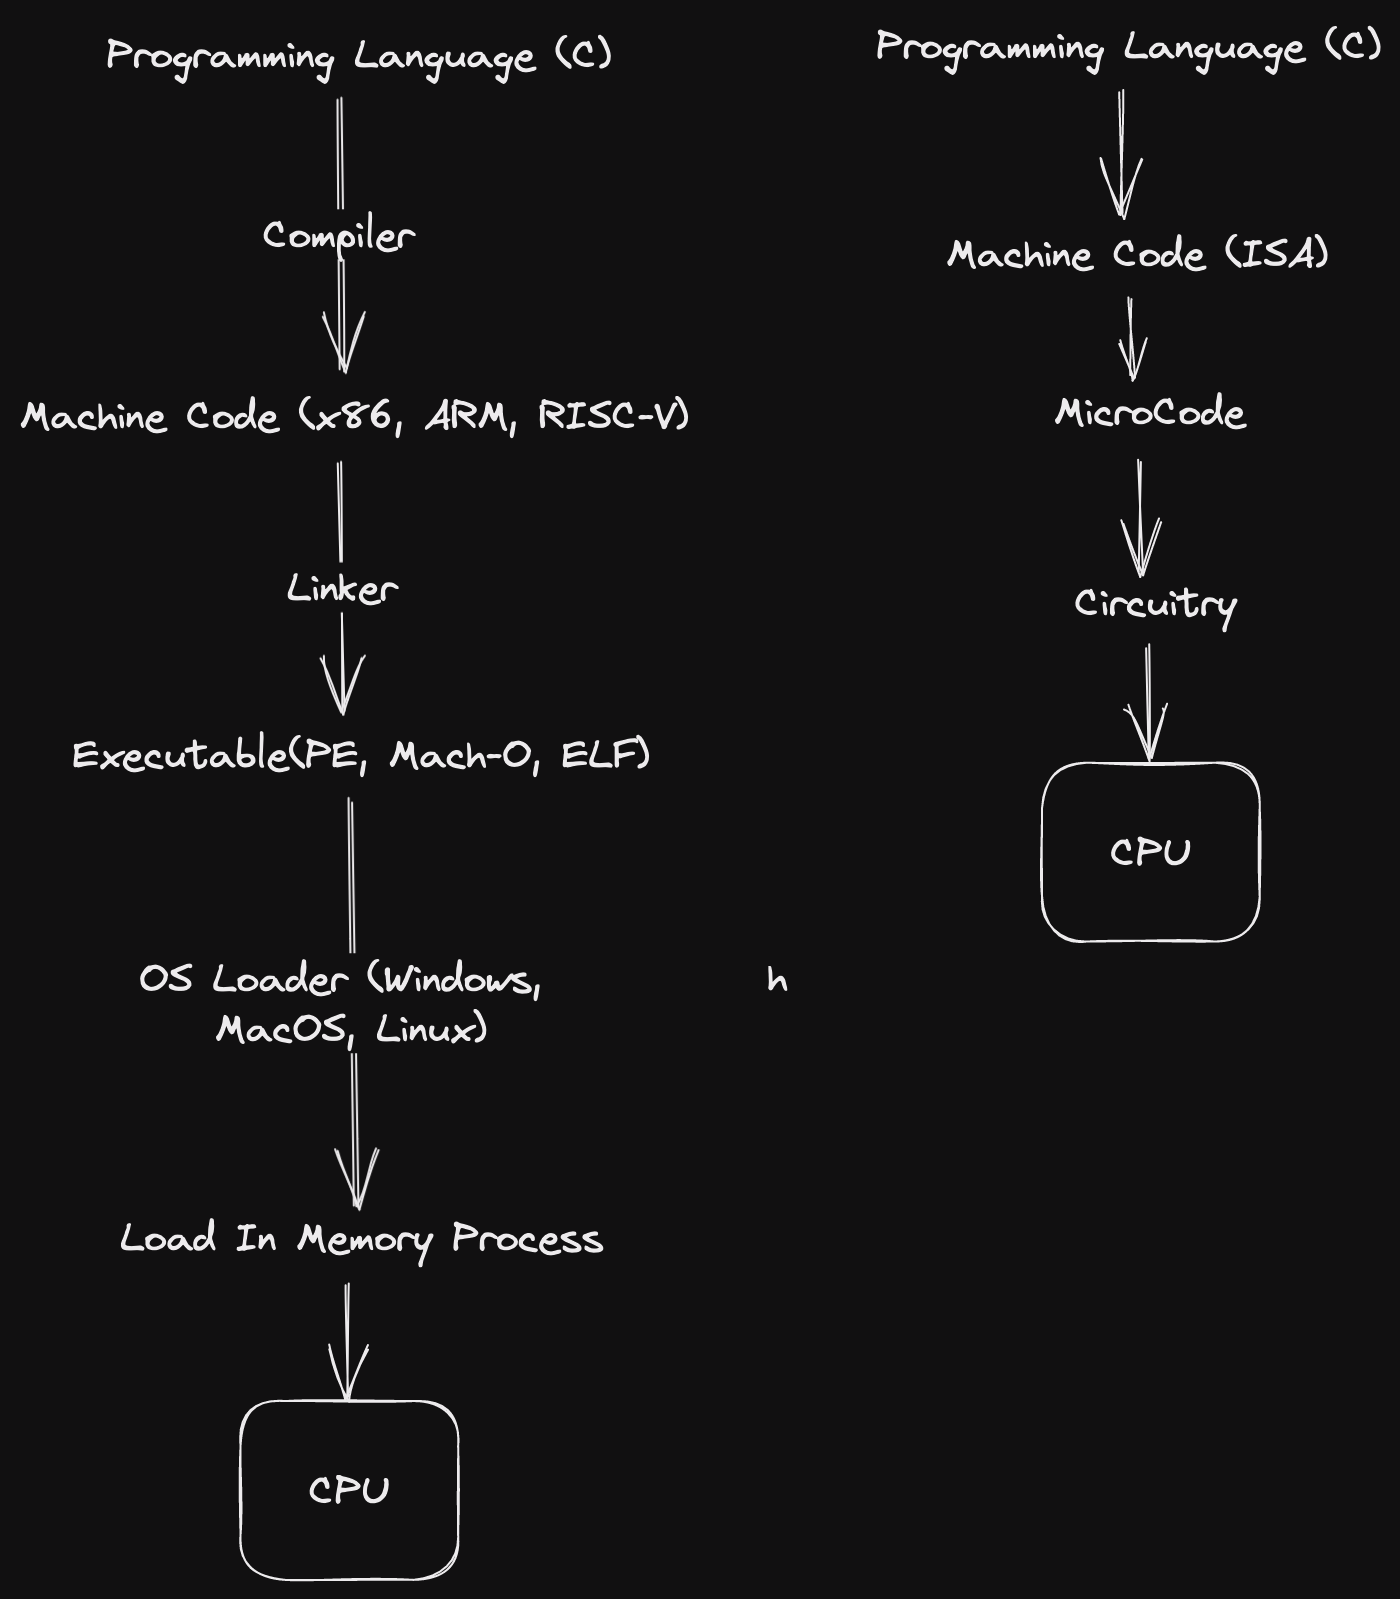 Programming Language (C)
Compiler
Machine Code (x86, ARM, RISC-V)
Linker
Executable(PE, Mach-O, ELF)
OS Loader (Windows,
MacOS, Linux)
Load In Memory Process
CPU
Programming Language (C)
Machine Code (ISA)
MicroCode
Circuitry
CPU
h